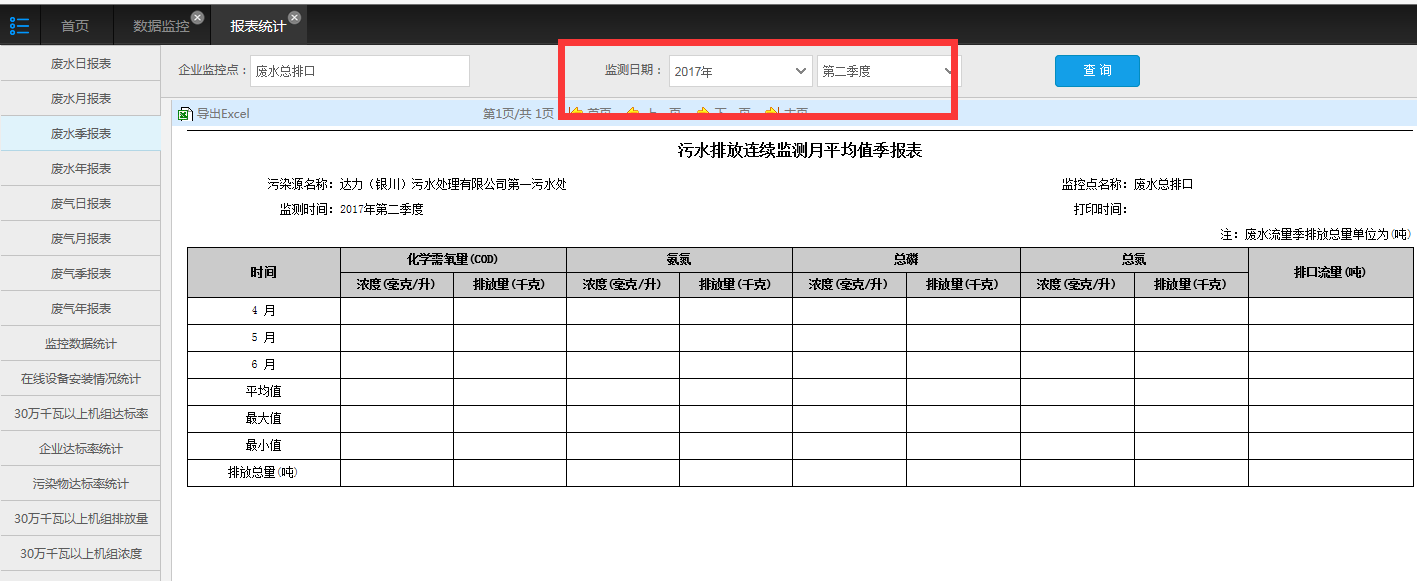 首页 数据监控 报表统计
废水日报表
废水月报表
废水季报表
废水年报表
废气日报表
废气月报表
废气季报表
废气年报表
监控数据统计
在线设备安装情况统计
30万千瓦以上机组达标率
企业达标率统计
污染物达标率统计
30万千瓦以上机组排放量
30万千瓦以上机组浓度
企业监控点： 废水总排口 监测日期： 2017年 第二季度 查 询
导出Excel 第1页/共 1页 首页 上一页 下一页
污水排放连续监测月平均值季报表
污染源名称：达力（银川）污水处理有限公司第一污水处 监控点名称：废水总排口
监测时间：2017年第二季度 打印时间：
注：废水流量季排放总量单位为(吨)
时间 化学需氧量(COD) 氨氮 总磷 总氮 排口流量(吨)
浓度(毫克/升) 排放量(千克) 浓度(毫克/升) 排放量(千克) 浓度(毫克/升) 排放量(千克) 浓度(毫克/升) 排放量(千克)
4 月
5 月
6 月
平均值
最大值
最小值
排放总量(吨)